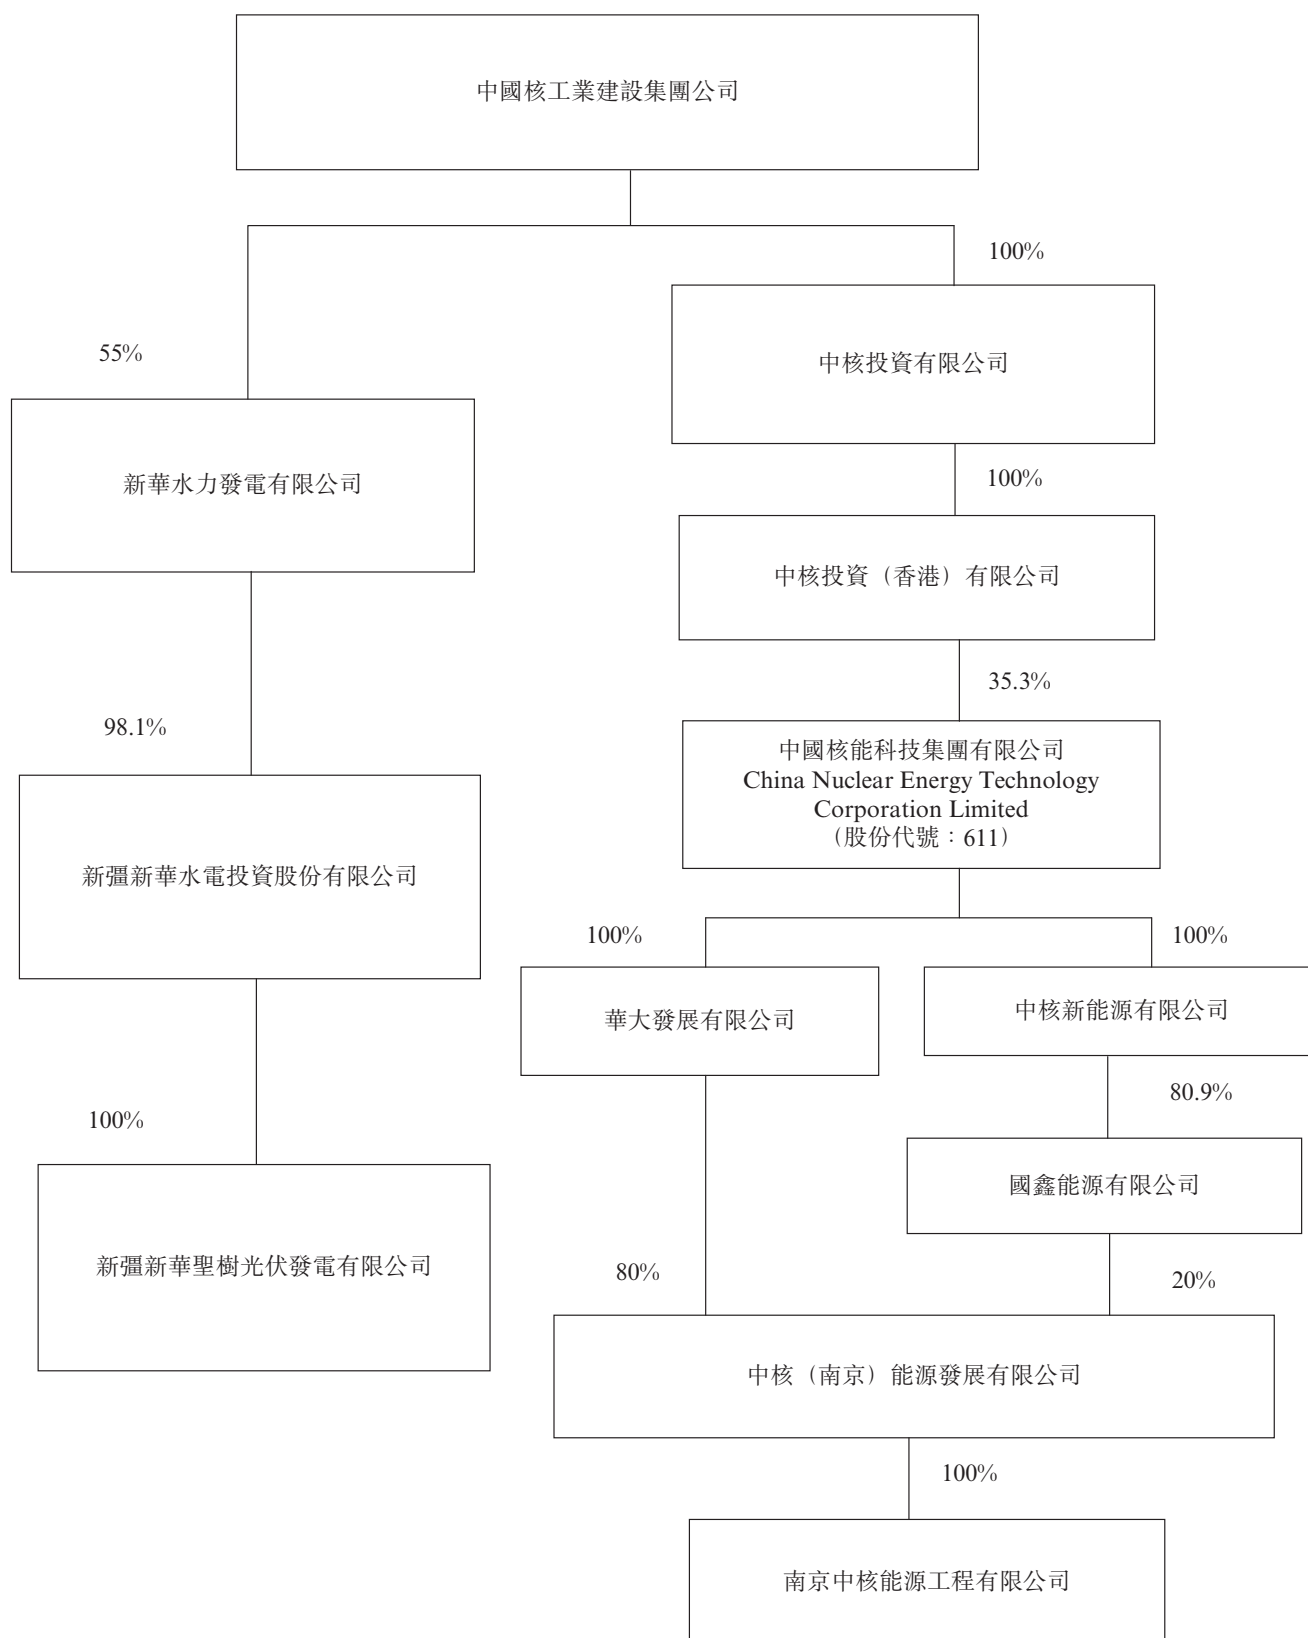 中國核工業建設集團公司
100%
55%
中核投資有限公司
新華水力發電有限公司
100%
中核投資（香港）有限公司
35.3%
98.1%
中國核能科技集團有限公司
China Nuclear Energy Technology
Corporation Limited
（股份代號：611）
新疆新華水電投資股份有限公司
100%
100%
華大發展有限公司
中核新能源有限公司
80.9%
100%
國鑫能源有限公司
新疆新華聖樹光伏發電有限公司
80%
20%
中核（南京）能源發展有限公司
100%
南京中核能源工程有限公司